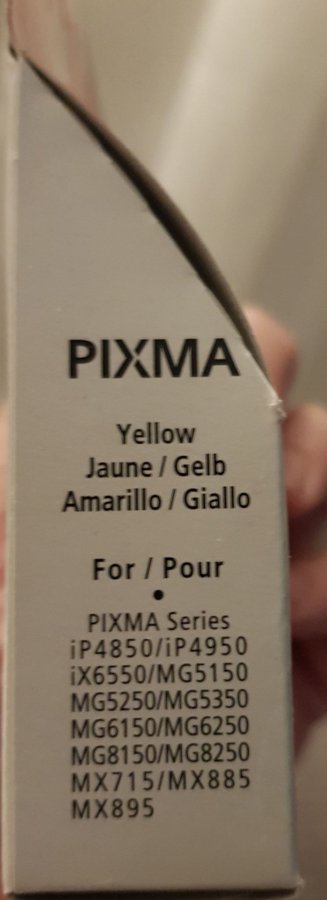 PIXMA
Yellow
Jaune / Gelb
Amarillo / Giallo
For / Pour
•
PIXMA Series
iP4850/iP4950
iX6550/MG5150
MG5250/MG5350
MG6150/MG6250
MG8150/MG8250
MX715/MX885
MX895